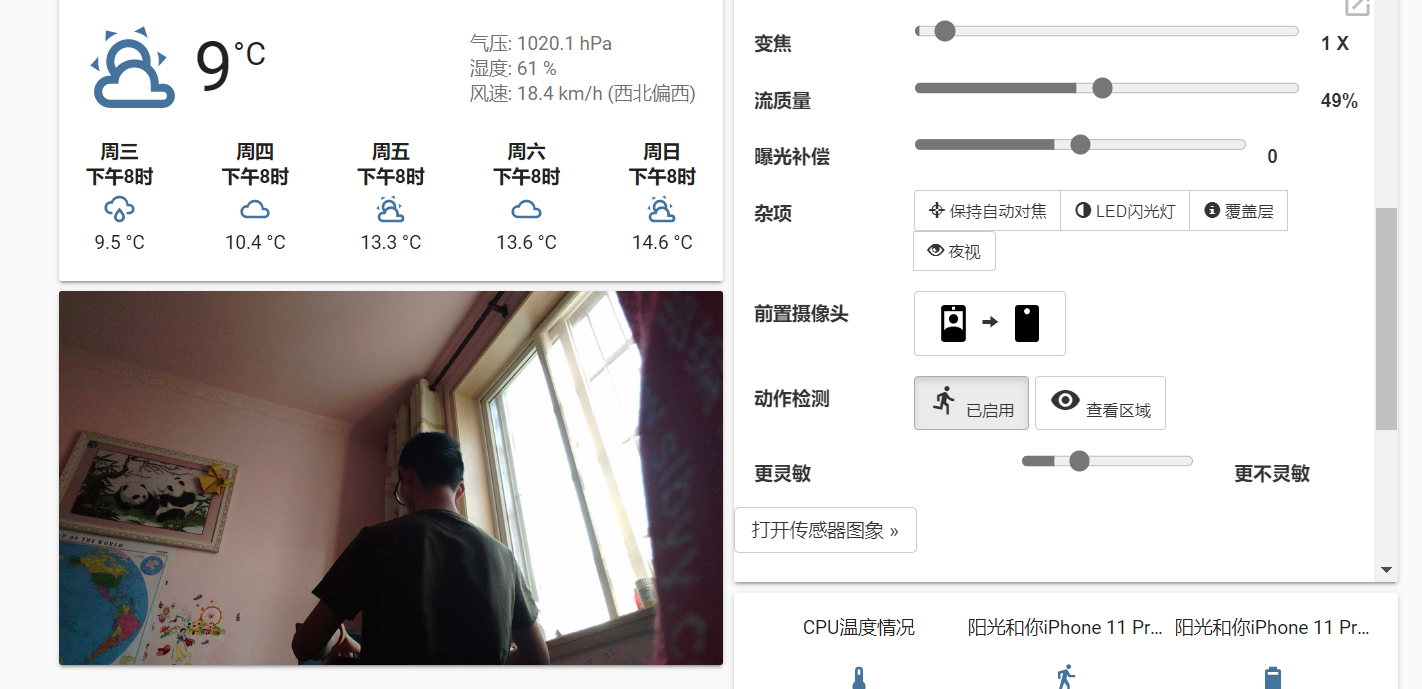 9 °C
气压: 1020.1 hPa
湿度: 61 %
风速: 18.4 km/h (西北偏西)
周三 周四 周五 周六 周日
下午8时 下午8时 下午8时 下午8时 下午8时
9.5 °C 10.4 °C 13.3 °C 13.6 °C 14.6 °C
P OF THE WORLD
变焦 1 X
流质量 49%
曝光补偿 0
杂项 保持自动对焦 LED闪光灯 覆盖层
夜视
前置摄像头
动作检测 已启用 查看区域
更灵敏 更不灵敏
打开传感器图象 »
CPU温度情况 阳光和你iPhone 11 Pr... 阳光和你iPhone 11 Pr...